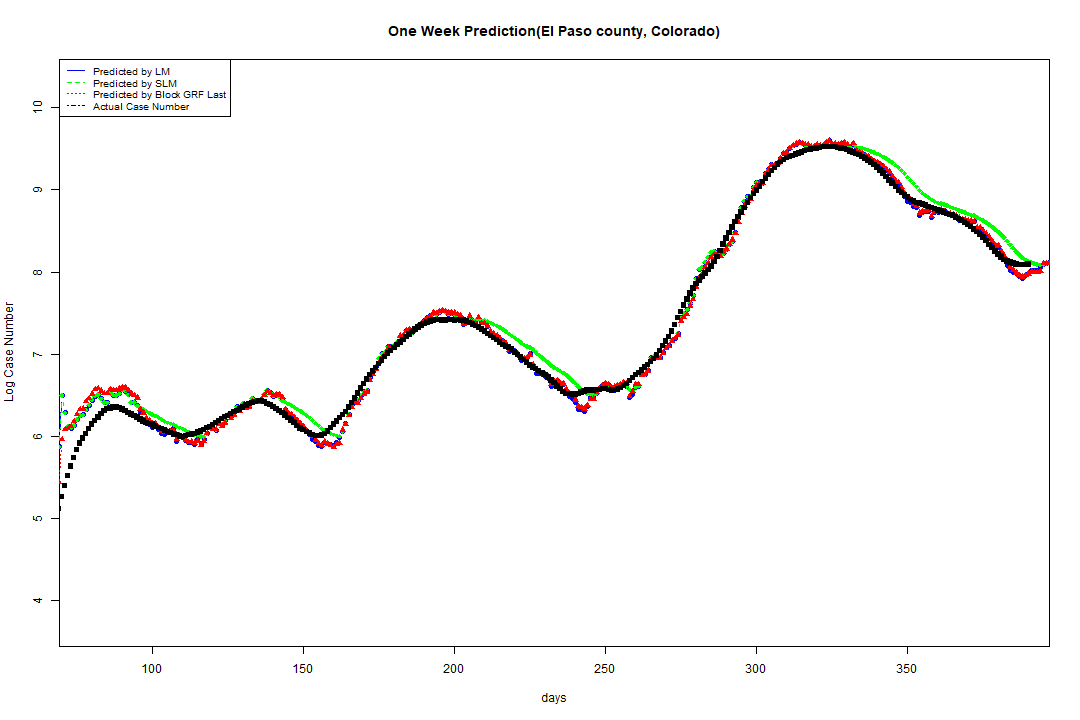 One Week Prediction(El Paso county, Colorado)
Predicted by LM
Predicted by SLM
Predicted by Block GRF Last
Actual Case Number
10
9
8
7
6
5
4
Log Case Number
100 150 200 250 300 350
days